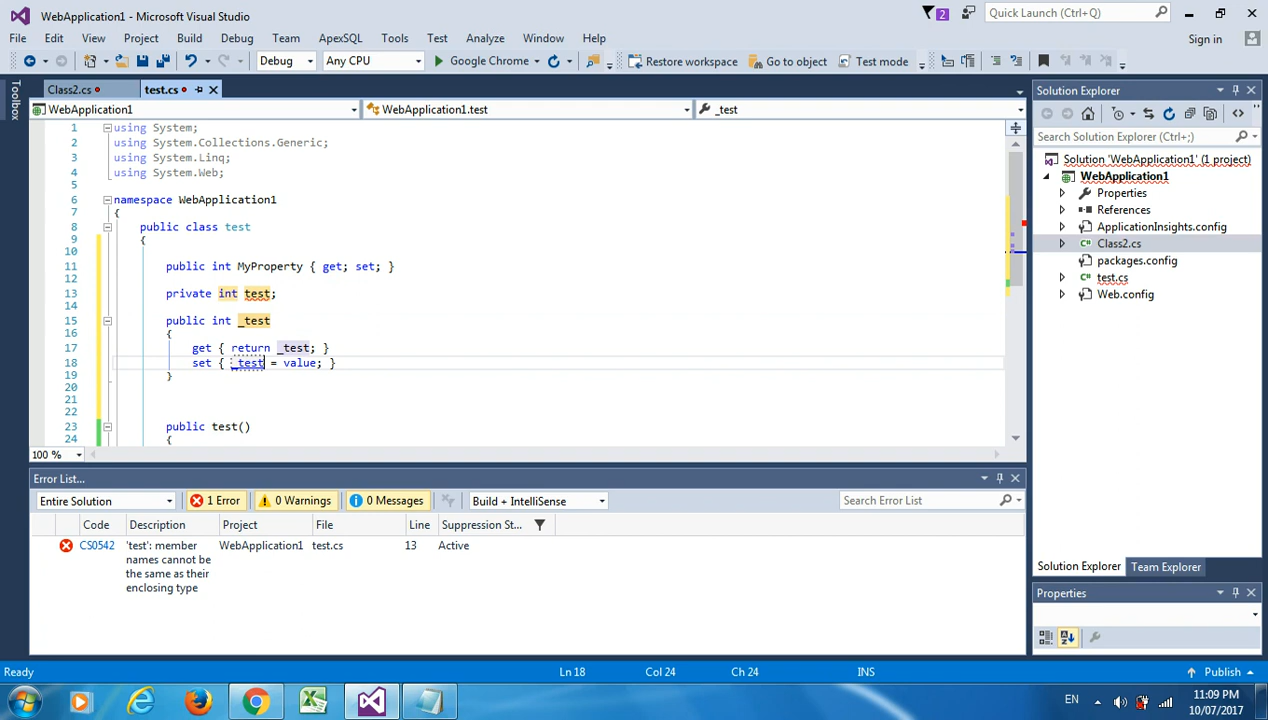 WebApplication1 - Microsoft Visual Studio
2
Quick Launch (Ctrl+Q)
File Edit View Project Build Debug Team ApexSQL Tools Test Analyze Window Help
Sign in
Debug Any CPU Google Chrome Restore workspace Go to object Test mode
Toolbox
Class2.cs test.cs
WebApplication1 WebApplication1.test _test
1 using System;
2 using System.Collections.Generic;
3 using System.Linq;
4 using System.Web;
5
6 namespace WebApplication1
7 {
8 public class test
9 {
10
11 public int MyProperty { get; set; }
12
13 private int test;
14
15 public int _test
16 {
17 get { return _test; }
18 set { _test = value; }
19 }
20
21
22
23 public test()
24 {
100 %
Solution Explorer
Search Solution Explorer (Ctrl+;)
Solution 'WebApplication1' (1 project)
WebApplication1
Properties
References
ApplicationInsights.config
Class2.cs
packages.config
test.cs
Web.config
Solution Explorer Team Explorer
Properties
Error List...
Entire Solution 1 Error 0 Warnings 0 Messages Build + IntelliSense Search Error List
Code Description Project File Line Suppression St...
CS0542 'test': member WebApplication1 test.cs 13 Active
names cannot be
the same as their
enclosing type
Ready Ln 18 Col 24 Ch 24 INS Publish
EN 11:09 PM
10/07/2017